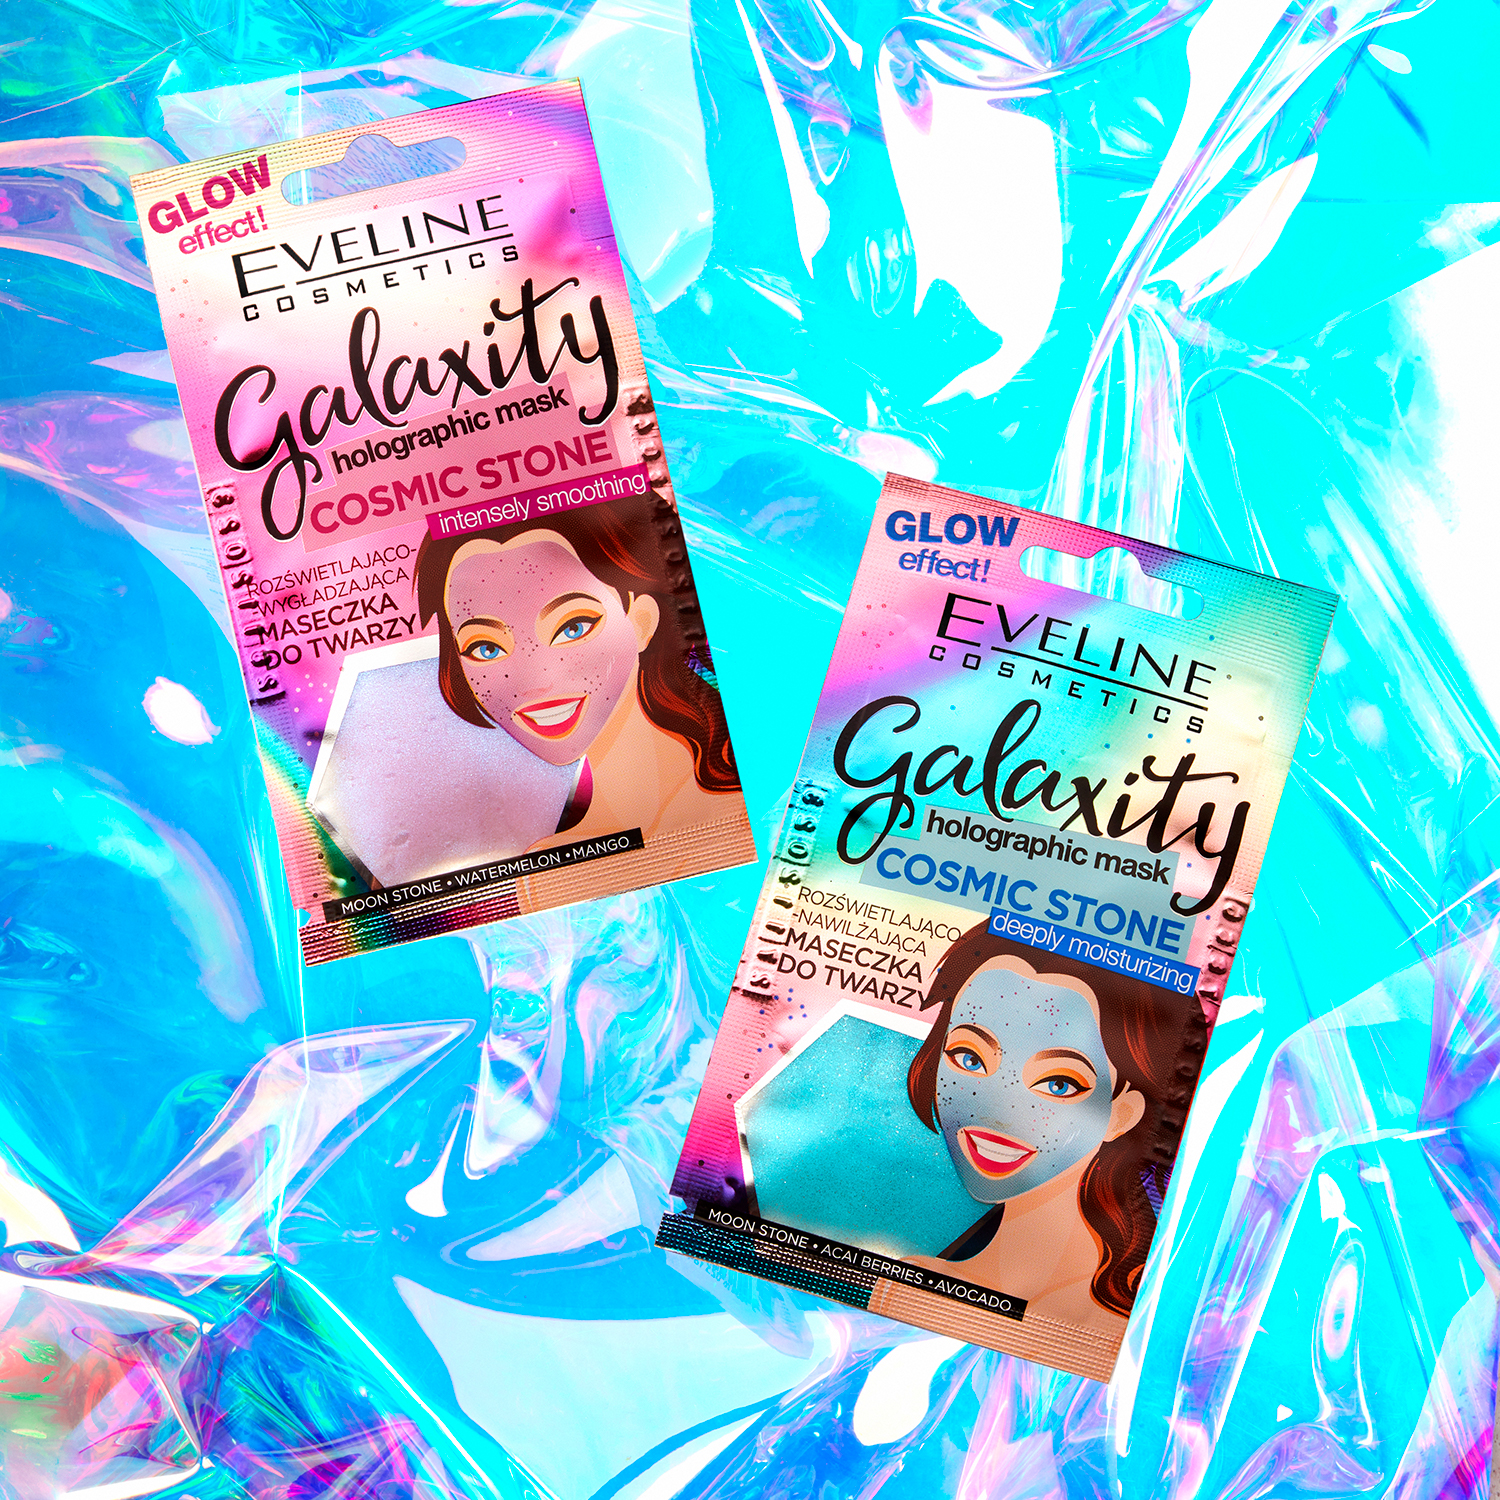 GLOW
effect!
EVELINE
COSMETICS
Galaxity
holographic mask
COSMIC STONE
intensely smoothing
ROZŚWIETLAJĄCO-
-WYGŁADZAJĄCA
MASECZKA
DO TWARZY
MOON STONE • WATERMELON • MANGO
GLOW
effect!
EVELINE
COSMETICS
Galaxity
holographic mask
COSMIC STONE
deeply moisturizing
ROZŚWIETLAJĄCO
-NAWILŻAJĄCA
MASECZKA
DO TWARZY
MOON STONE • ACAI BERRIES • AVOCADO